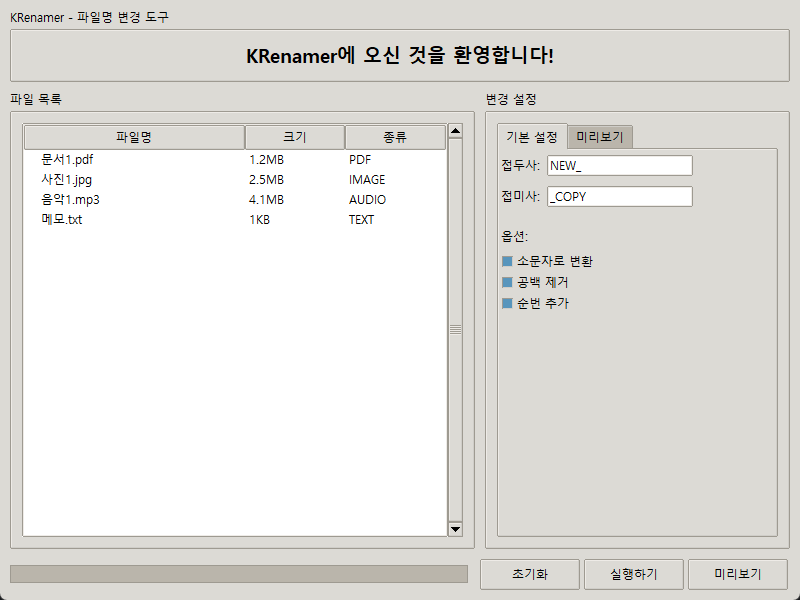 KRenamer - 파일명 변경 도구
KRenamer에 오신 것을 환영합니다!
파일 목록
파일명 크기 종류
문서1.pdf 1.2MB PDF
사진1.jpg 2.5MB IMAGE
음악1.mp3 4.1MB AUDIO
메모.txt 1KB TEXT
변경 설정
기본 설정 미리보기
접두사: NEW_
접미사: _COPY
옵션:
소문자로 변환
공백 제거
순번 추가
초기화 실행하기 미리보기